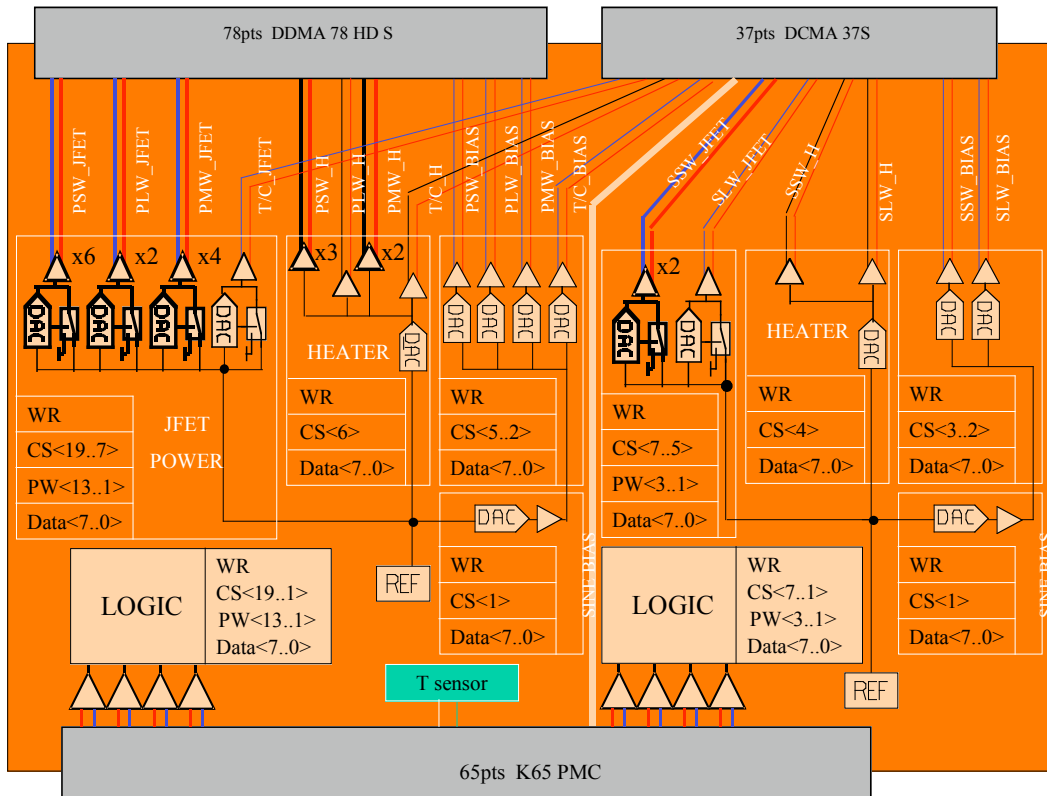 78pts DDMA 78 HD S
37pts DCMA 37S
PSW_JFET
PLW_JFET
PMW_JFET
T/C_JFET
PSW_H
PLW_H
PMW_H
T/C_H
PSW_BIAS
PLW_BIAS
PMW_BIAS
T/C_BIAS
SSW_JFET
SLW_JFET
SSW_H
SLW_H
SSW_BIAS
SLW_BIAS
x6
x2
x4
x3
x2
x2
DAC
DAC
DAC
DAC
DAC
DAC
DAC
DAC
DAC
DAC
DAC
DAC
DAC
DAC
HEATER
HEATER
WR
CS<19..7>
PW<13..1>
Data<7..0>
JFET
POWER
WR
CS<6>
Data<7..0>
WR
CS<5..2>
Data<7..0>
WR
CS<7..5>
PW<3..1>
Data<7..0>
WR
CS<4>
Data<7..0>
WR
CS<3..2>
Data<7..0>
DAC
DAC
WR
CS<1>
Data<7..0>
SINE BIAS
WR
CS<1>
Data<7..0>
SINE BIAS
LOGIC
WR
CS<19..1>
PW<13..1>
Data<7..0>
REF
LOGIC
WR
CS<7..1>
PW<3..1>
Data<7..0>
REF
T sensor
65pts K65 PMC